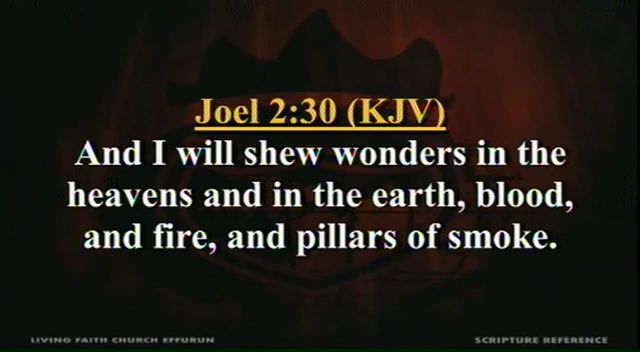 Joel 2:30 (KJV)
And I will shew wonders in the
heavens and in the earth, blood,
and fire, and pillars of smoke.
LIVING FAITH CHURCH EFFURUN
SCRIPTURE REFERENCE